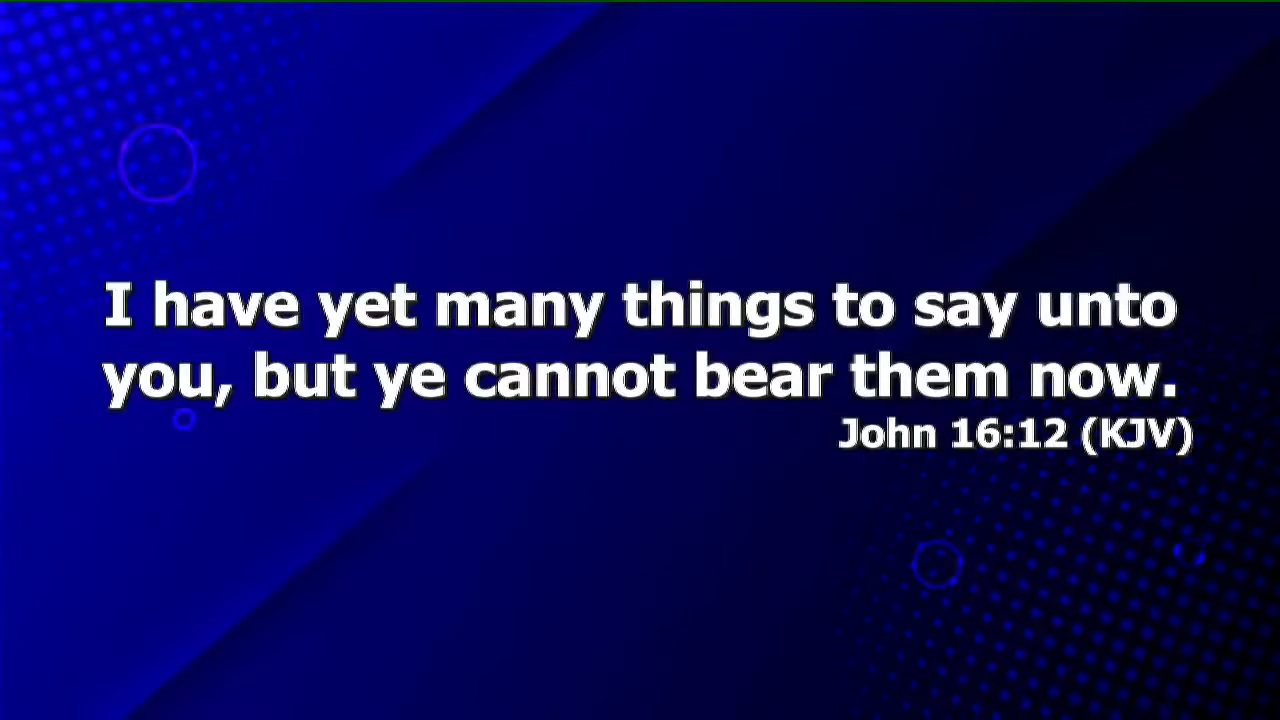 I have yet many things to say unto
you, but ye cannot bear them now.
John 16:12 (KJV)